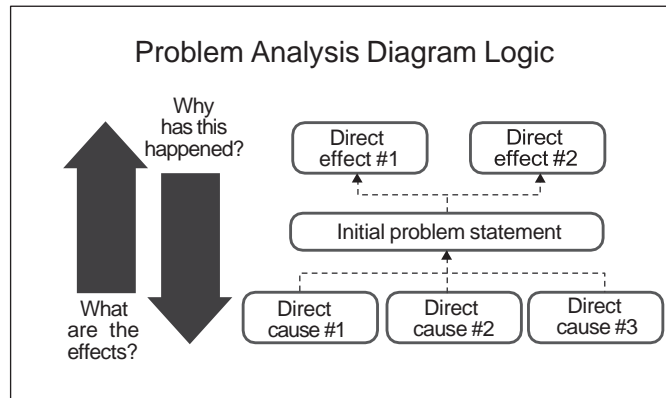 Problem Analysis Diagram Logic
Why
has this
happened?
What
are the
effects?
Direct
effect #1
Direct
effect #2
Initial problem statement
Direct
cause #1
Direct
cause #2
Direct
cause #3